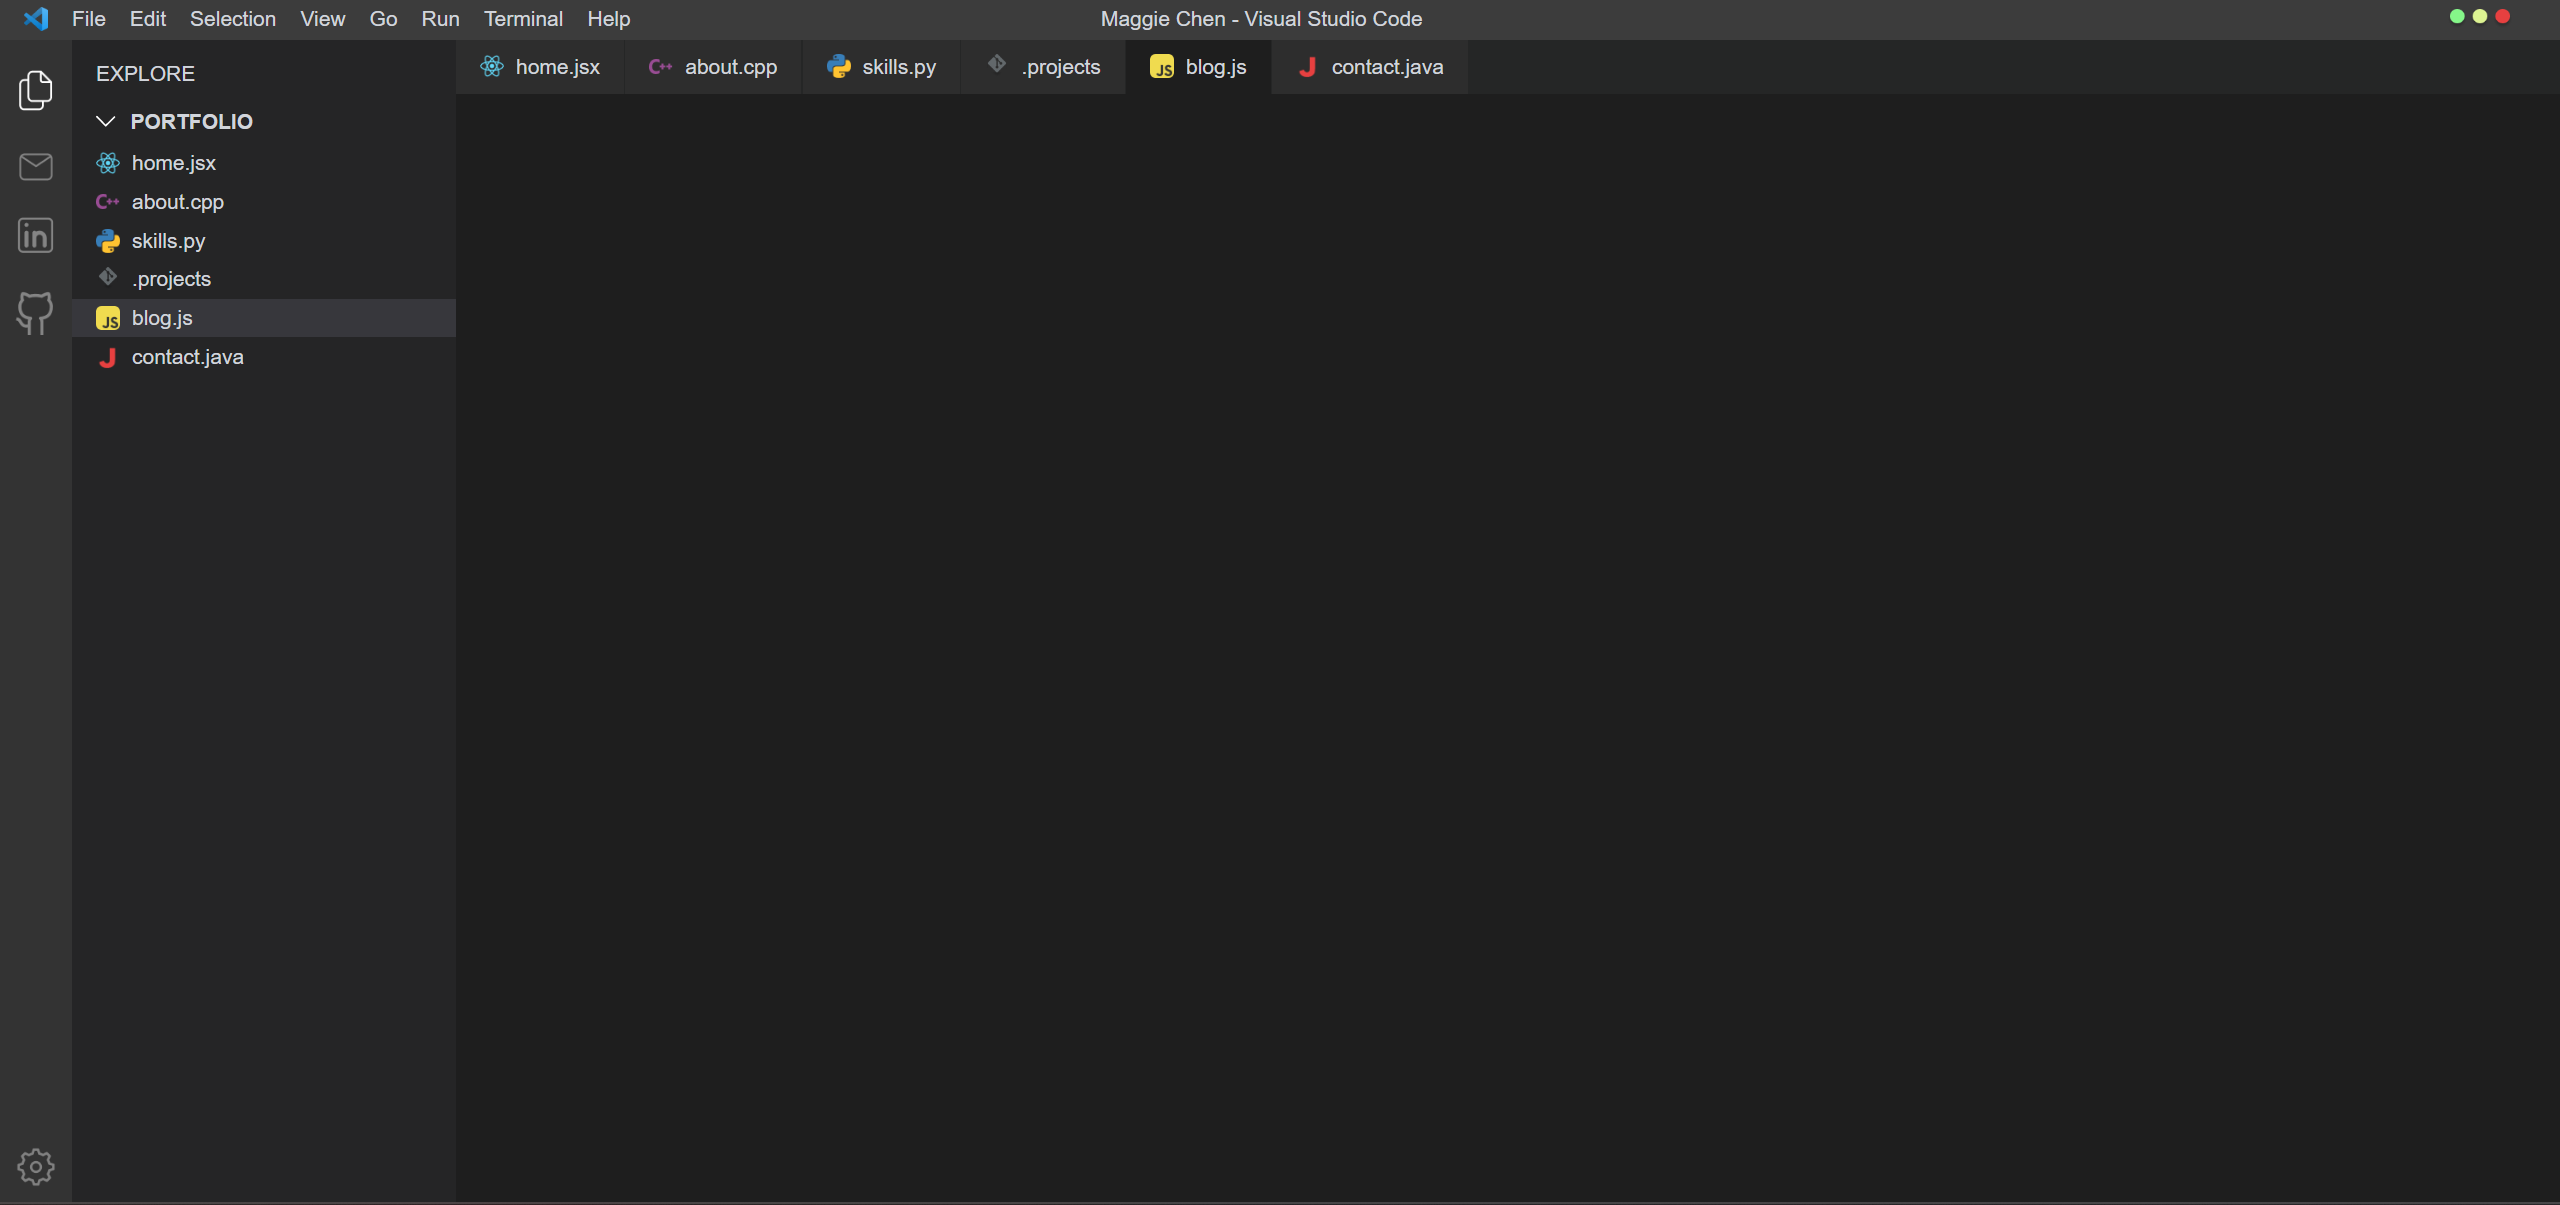 File Edit Selection View Go Run Terminal Help
Maggie Chen - Visual Studio Code
EXPLORE
PORTFOLIO
home.jsx
about.cpp
skills.py
.projects
JS blog.js
contact.java
home.jsx
about.cpp
skills.py
.projects
JS blog.js
contact.java
in